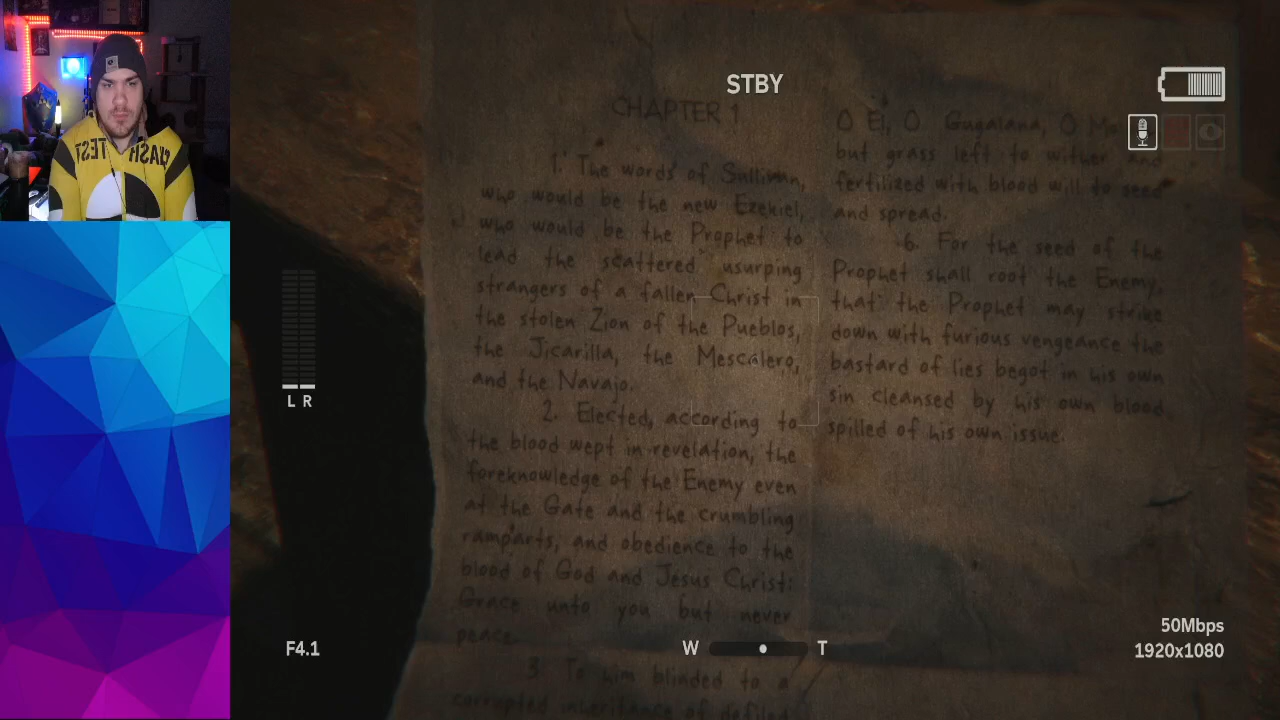 CRASH TEST
STBY
CHAPTER 1
1. The words of Sullivan,
who would be the new Ezekiel,
who would be the Prophet to
lead the scattered usurping
strangers of a fallen Christ in
the stolen Zion of the Pueblos,
the Jicarilla, the Mescalero,
and the Navajo.
2. Elected, according to
the blood wept in revelation, the
foreknowledge of the Enemy even
at the Gate and the crumbling
ramparts, and obedience to the
blood of God and Jesus Christ:
Grace unto you but never
peace.
3. To him blinded to a
corrupted inheritance of defiled
O El, O Gugalana, O
but grass left to wither and
fertilized with blood will to seed
and spread.
6. For the seed of the
Prophet shall root the Enemy,
that the Prophet may strike
down with furious vengeance the
bastard of lies begot in his own
sin cleansed by his own blood
spilled of his own issue.
L R
F4.1
W T
50Mbps
1920x1080